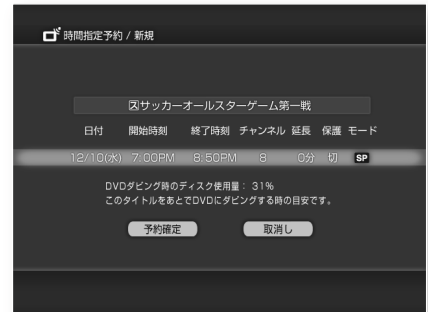 時間指定予約 / 新規
🅂サッカーオールスターゲーム第一戦
日付 開始時刻 終了時刻 チャンネル 延長 保護 モード
12/10(水) 7:00PM 8:50PM 8 0分 切 SP
DVDダビング時のディスク使用量： 31%
このタイトルをあとでDVDにダビングする時の目安です。
予約確定 取消し